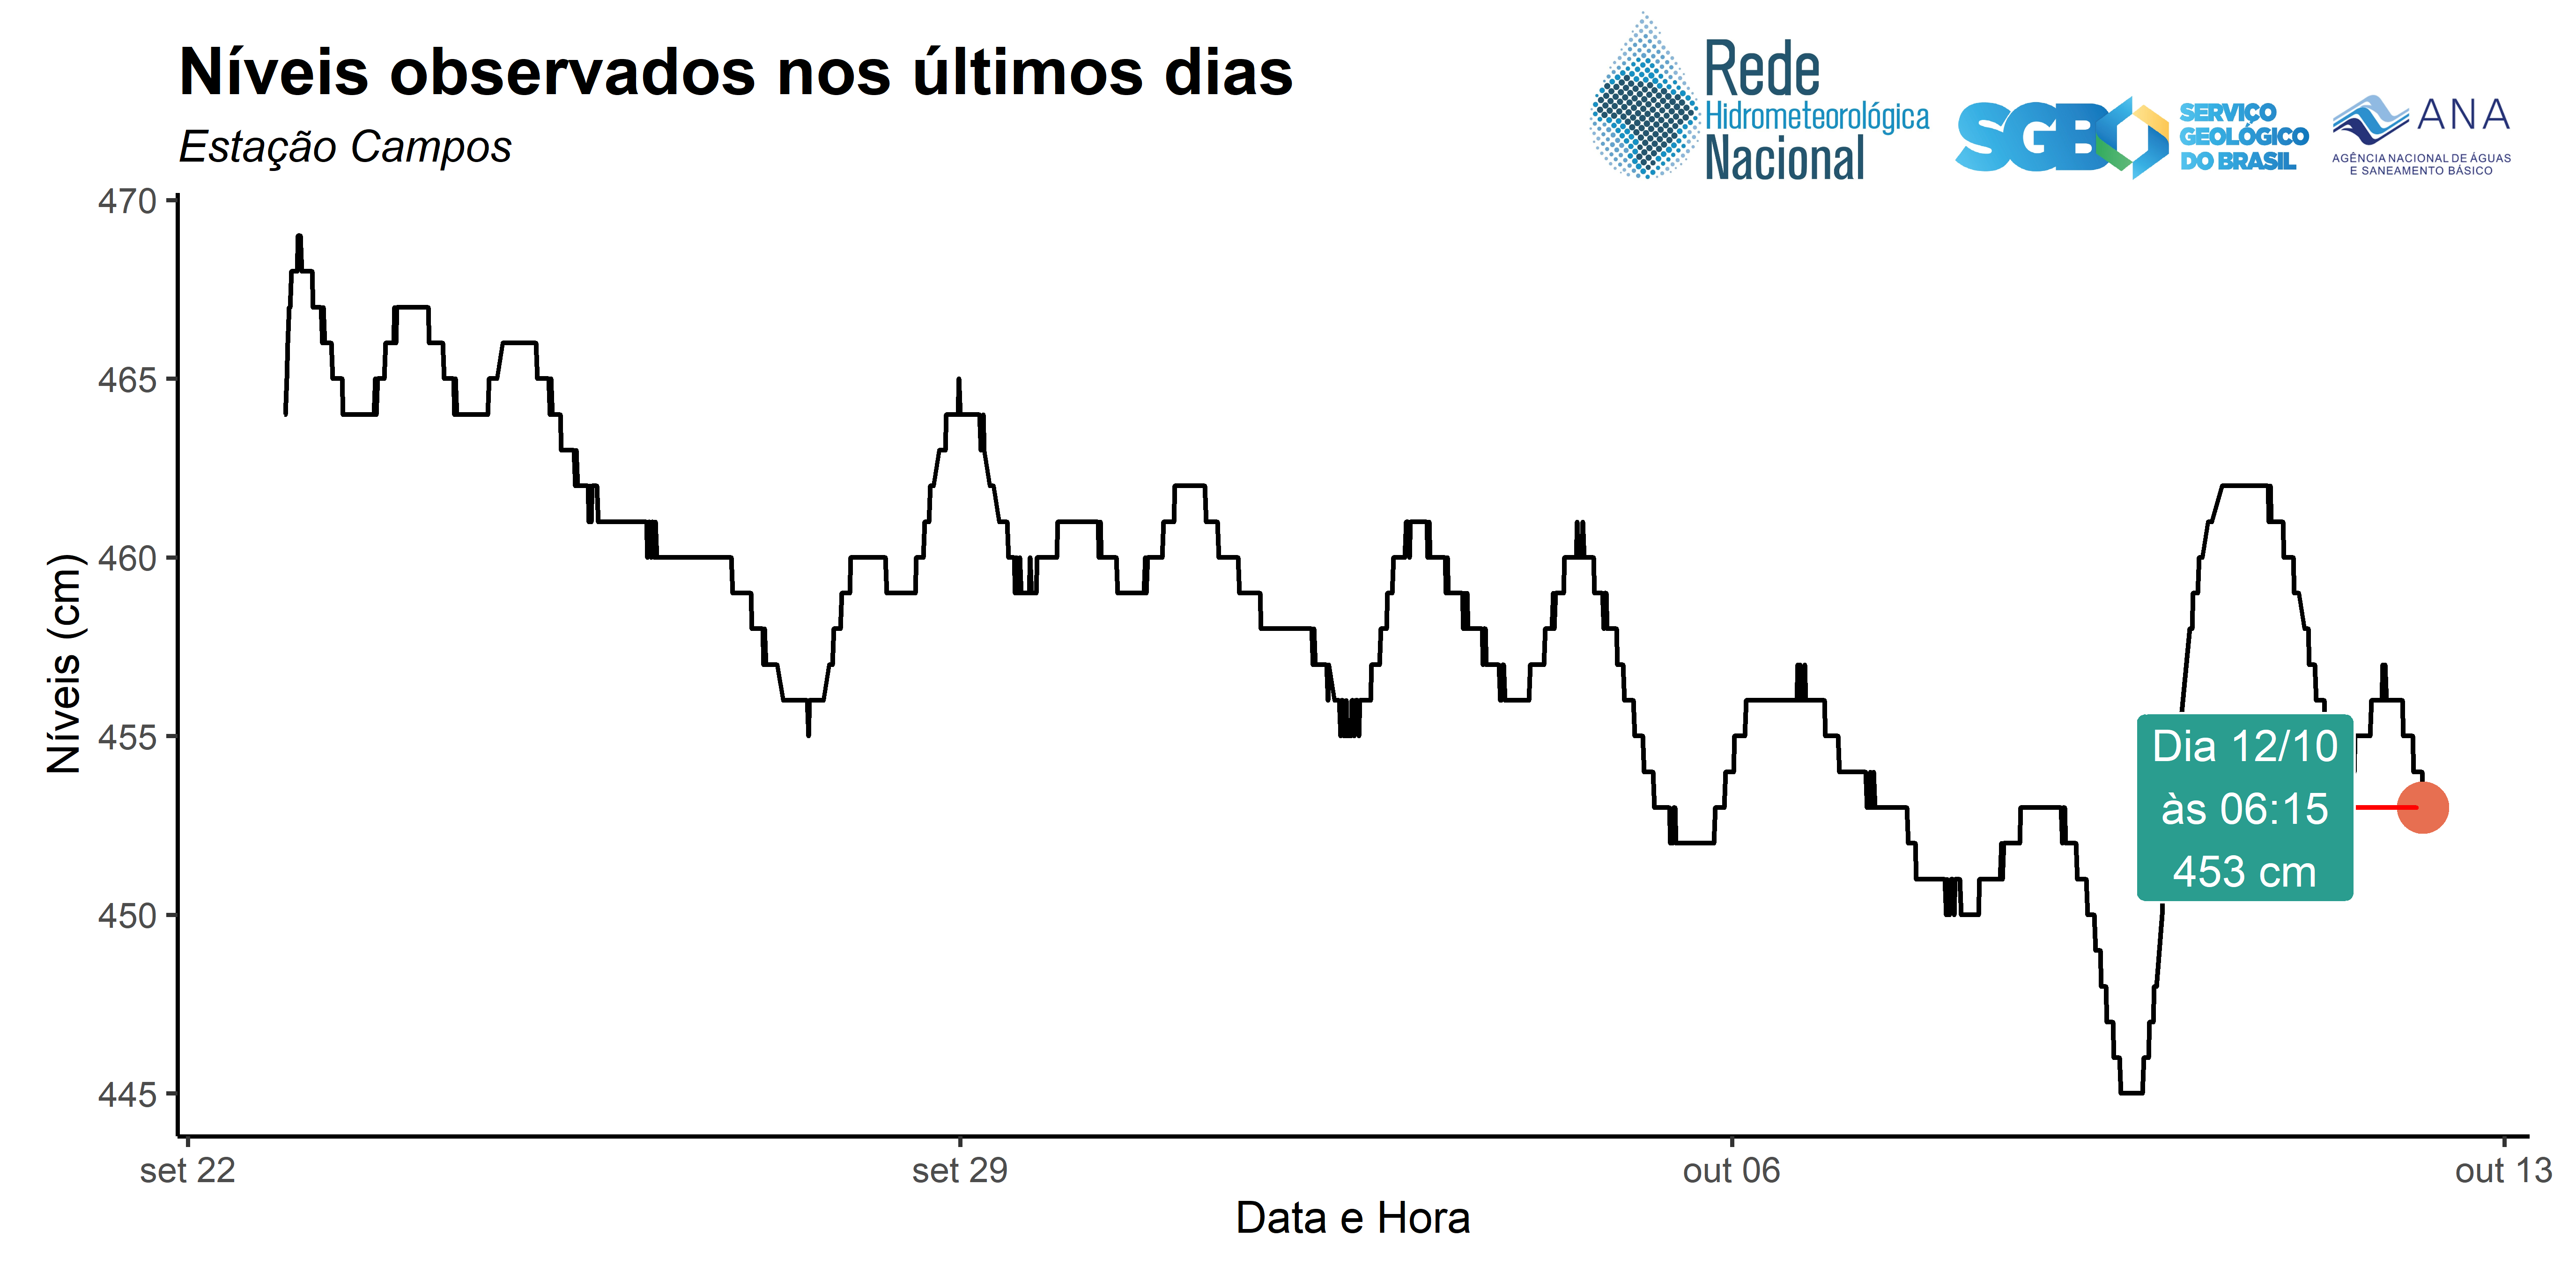 Níveis observados nos últimos dias
Estação Campos
Rede
Hidrometeorológica
Nacional
SGB
SERVIÇO
GEOLÓGICO
DO BRASIL
ANA
AGÊNCIA NACIONAL DE ÁGUAS
E SANEAMENTO BÁSICO
Níveis (cm)
470
465
460
455
450
445
Dia 12/10
às 06:15
453 cm
set 22
set 29
out 06
out 13
Data e Hora